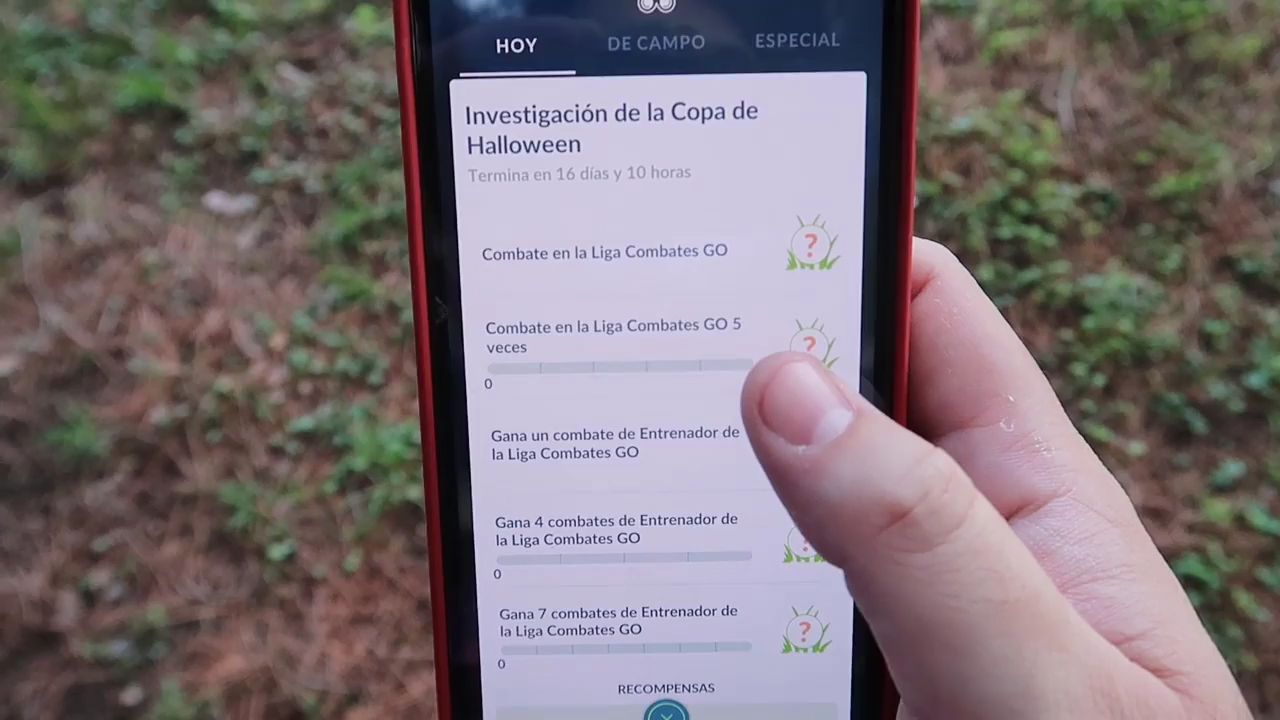 HOY DE CAMPO ESPECIAL
Investigación de la Copa de
Halloween
Termina en 16 días y 10 horas
Combate en la Liga Combates GO
?
Combate en la Liga Combates GO 5
veces
?
0
Gana un combate de Entrenador de
la Liga Combates GO
Gana 4 combates de Entrenador de
la Liga Combates GO
0
Gana 7 combates de Entrenador de
la Liga Combates GO
?
0
RECOMPENSAS